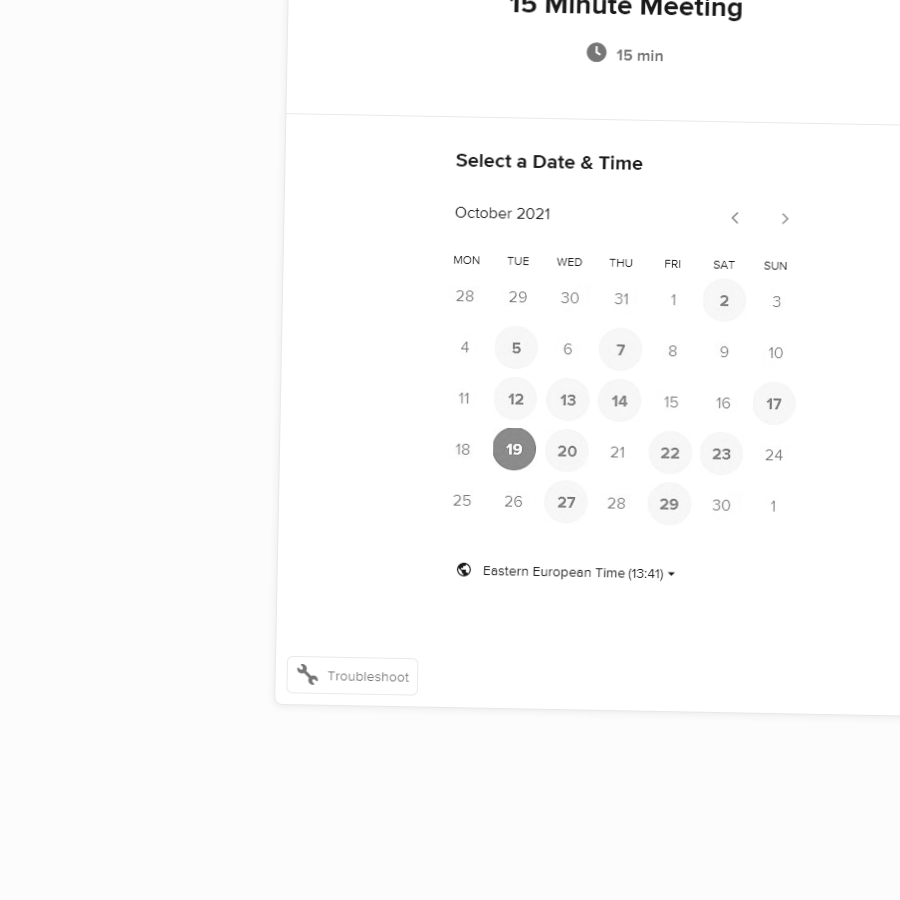 15 Minute Meeting
15 min
Select a Date & Time
October 2021
MON TUE WED THU FRI SAT SUN
28 29 30 31 1 2 3
4 5 6 7 8 9 10
11 12 13 14 15 16 17
18 19 20 21 22 23 24
25 26 27 28 29 30 1
Eastern European Time (13:41)
Troubleshoot